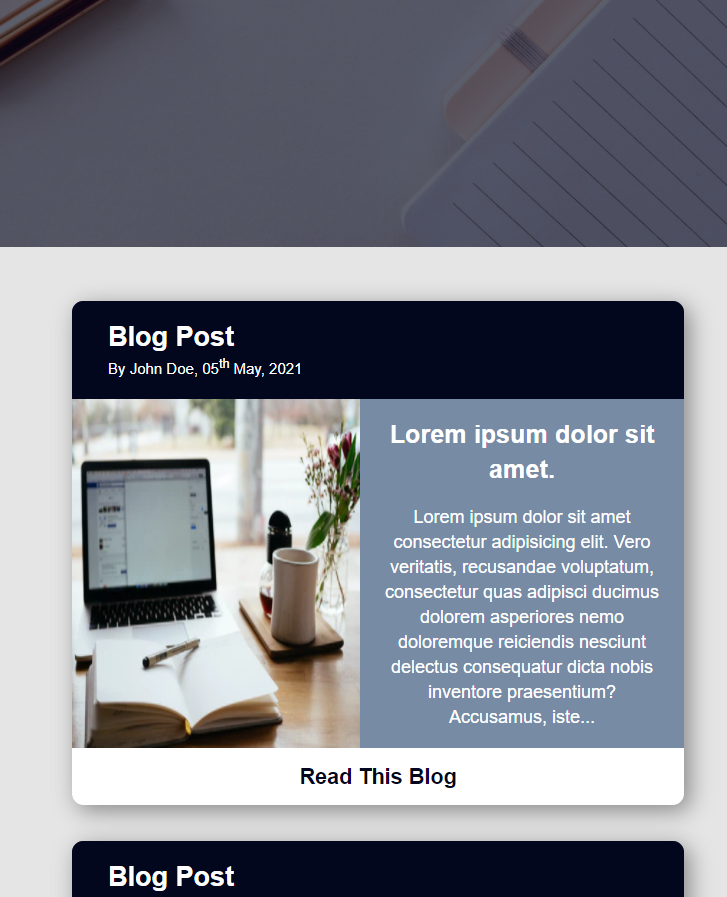 Blog Post
By John Doe, 05th May, 2021
Lorem ipsum dolor sit
amet.
Lorem ipsum dolor sit amet
consectetur adipisicing elit. Vero
veritatis, recusandae voluptatum,
consectetur quas adipisci ducimus
dolorem asperiores nemo
doloremque reiciendis nesciunt
delectus consequatur dicta nobis
inventore praesentium?
Accusamus, iste...
Read This Blog
Blog Post